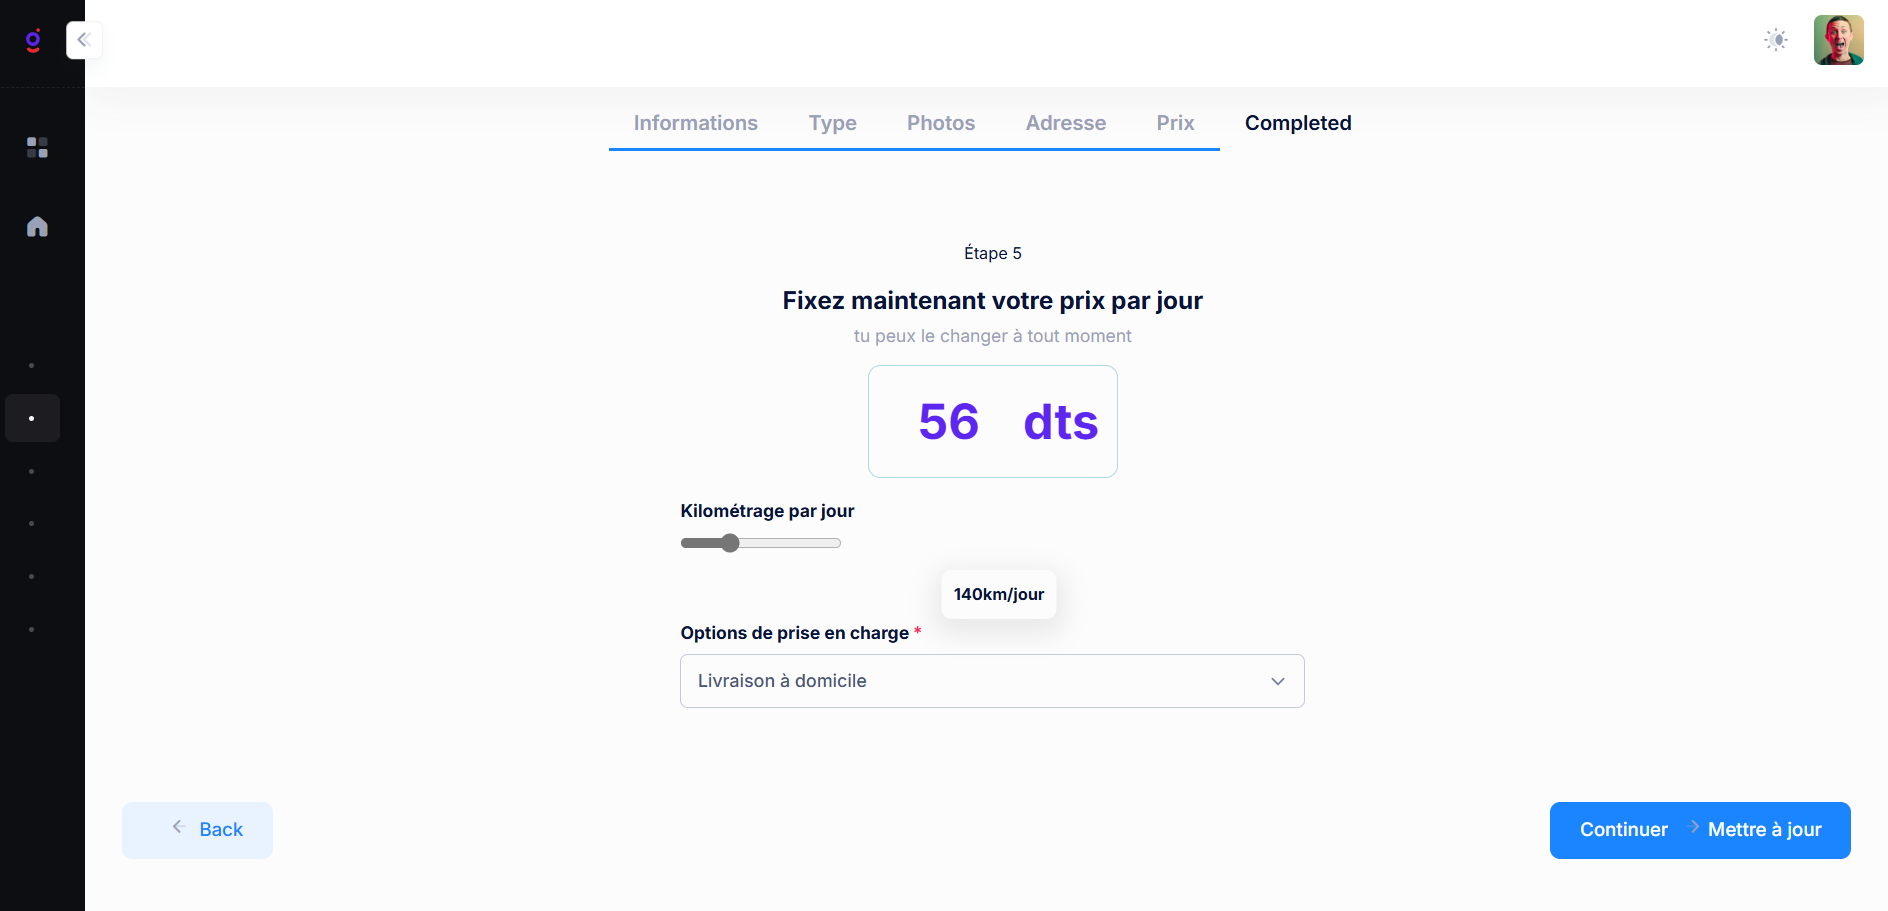 Informations Type Photos Adresse Prix Completed
Étape 5
Fixez maintenant votre prix par jour
tu peux le changer à tout moment
56 dts
Kilométrage par jour
140km/jour
Options de prise en charge *
Livraison à domicile
Back
Continuer Mettre à jour